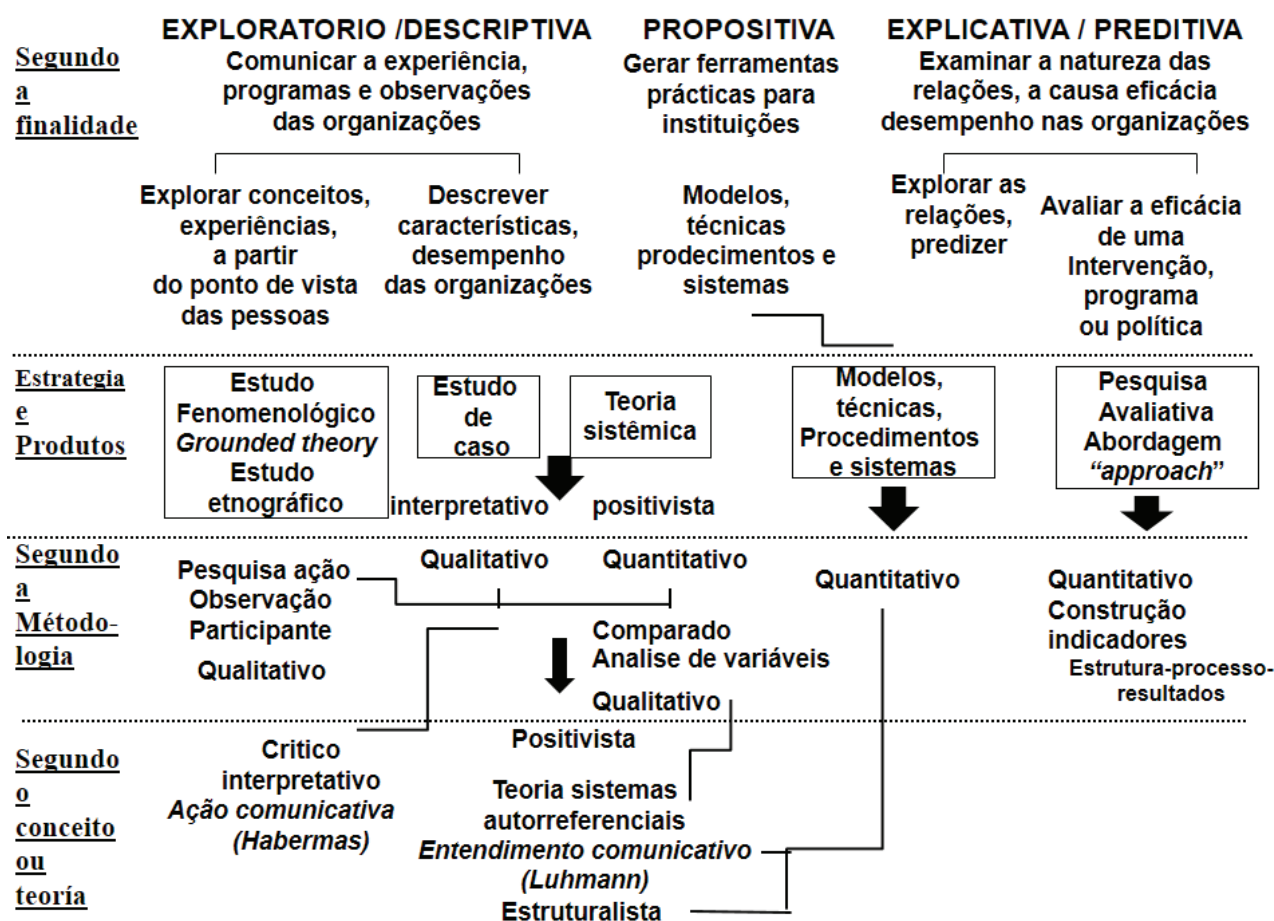 EXPLORATORIO /DESCRIPTIVA
Comunicar a experiência,
programas e observações
das organizações
PROPOSITIVA
Gerar ferramentas
prácticas para
instituições
EXPLICATIVA / PREDITIVA
Examinar a natureza das
relações, a causa eficácia
desempenho nas organizações
Segundo
a
finalidade
Explorar conceitos,
experiências,
a partir
do ponto de vista
das pessoas
Descrever
características,
desempenho
das organizações
Modelos,
técnicas
prodecimentos e
sistemas
Explorar as
relações,
predizer
Avaliar a eficácia
de uma
Intervenção,
programa
ou política
Estrategia
e
Produtos
Estudo
Fenomenológico
Grounded theory
Estudo
etnográfico
Estudo
de
caso
Teoria
sistêmica
interpretativo
positivista
Modelos,
técnicas,
Procedimentos
e sistemas
Pesquisa
Avaliativa
Abordagem
“approach”
Segundo
a
Método-
logia
Pesquisa ação
Observação
Participante
Qualitativo
Qualitativo
Quantitativo
Comparado
Analise de variáveis
Qualitativo
Quantitativo
Quantitativo
Construção
indicadores
Estrutura-processo-
resultados
Segundo
o
conceito
ou
teoría
Critico
interpretativo
Ação comunicativa
(Habermas)
Positivista
Teoria sistemas
autorreferenciais
Entendimento comunicativo
(Luhmann)
Estruturalista